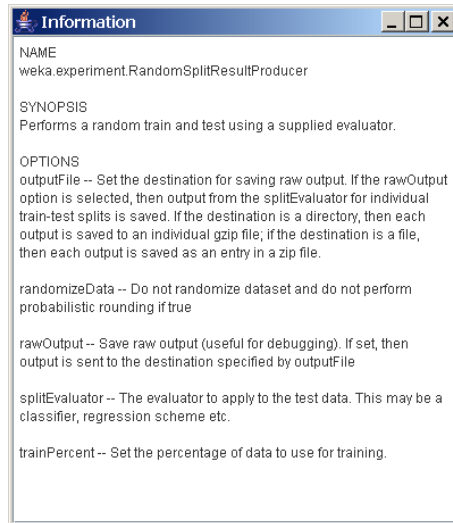 Information
NAME
weka.experiment.RandomSplitResultProducer
SYNOPSIS
Performs a random train and test using a supplied evaluator.
OPTIONS
outputFile -- Set the destination for saving raw output. If the rawOutput
option is selected, then output from the splitEvaluator for individual
train-test splits is saved. If the destination is a directory, then each
output is saved to an individual gzip file; if the destination is a file,
then each output is saved as an entry in a zip file.
randomizeData -- Do not randomize dataset and do not perform
probabilistic rounding if true
rawOutput -- Save raw output (useful for debugging). If set, then
output is sent to the destination specified by outputFile
splitEvaluator -- The evaluator to apply to the test data. This may be a
classifier, regression scheme etc.
trainPercent -- Set the percentage of data to use for training.